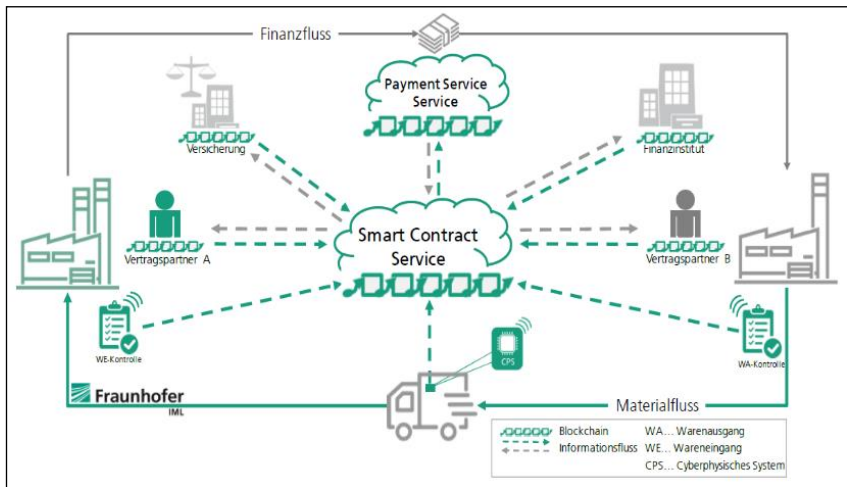 Finanzfluss
Payment Service
Service
Versicherung
Finanzinstitut
Smart Contract
Service
Vertragspartner A
Vertragspartner B
WE-Kontrolle
CPS
WA-Kontrolle
Fraunhofer
IML
Materialfluss
Blockchain
Informationsfluss
WA... Warenausgang
WE... Wareneingang
CPS... Cyberphysisches System